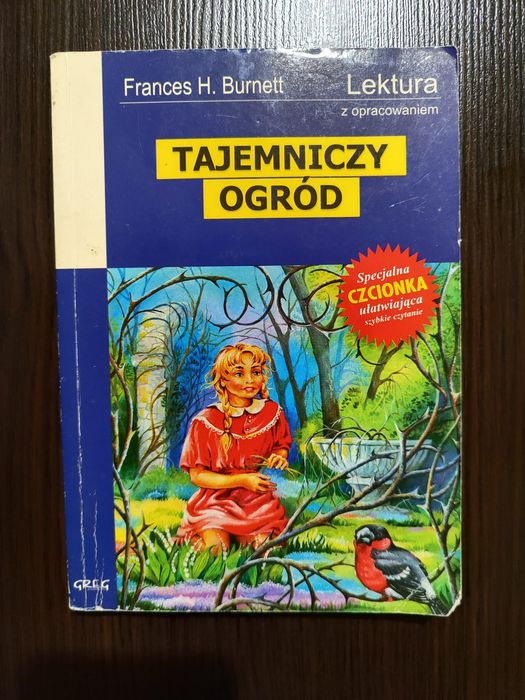 Frances H. Burnett
Lektura
z opracowaniem
TAJEMNICZY
OGRÓD
Specjalna
CZCIONKA
ułatwiająca
szybkie czytanie
GREG